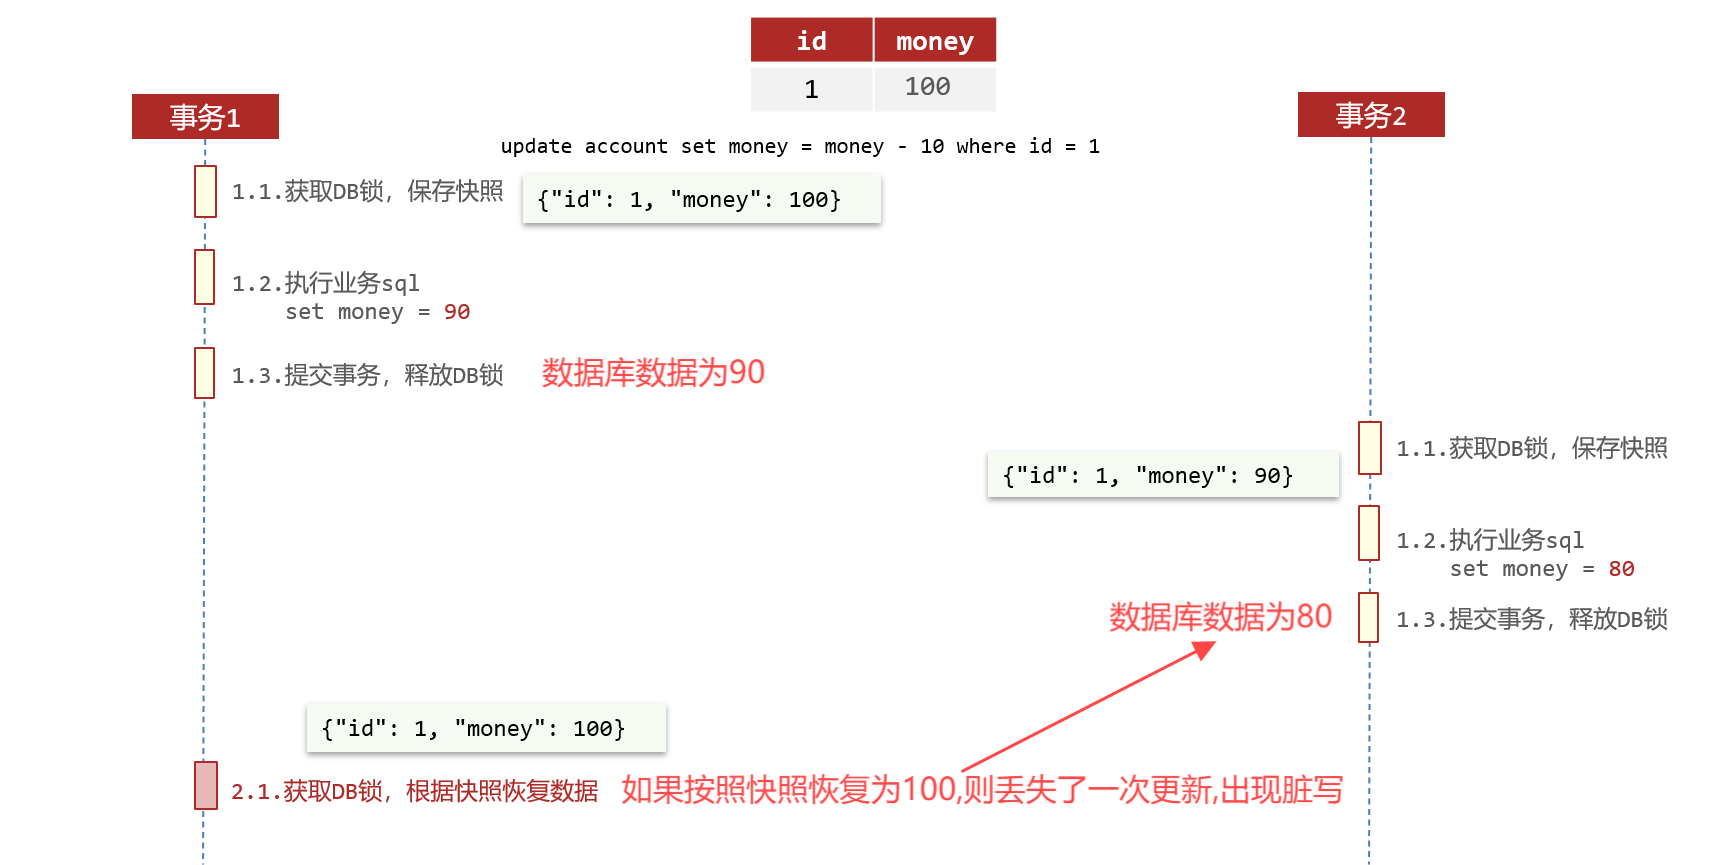 id money
1 100
事务1
事务2
update account set money = money - 10 where id = 1
1.1.获取DB锁，保存快照
{"id": 1, "money": 100}
1.2.执行业务sql
set money = 90
1.3.提交事务，释放DB锁
数据库数据为90
1.1.获取DB锁，保存快照
{"id": 1, "money": 90}
1.2.执行业务sql
set money = 80
数据库数据为80
1.3.提交事务，释放DB锁
{"id": 1, "money": 100}
2.1.获取DB锁，根据快照恢复数据
如果按照快照恢复为100,则丢失了一次更新,出现脏写